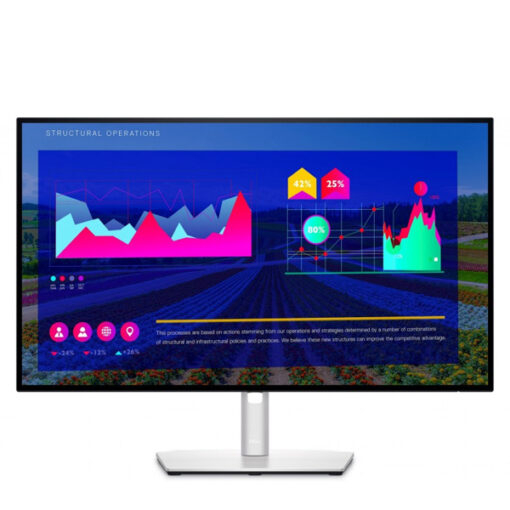 STRUCTURAL OPERATIONS
42% 25%
80%
-24% -12% +26%
This processes are based on actions stemming from our operations and strategies determined by a number of combinations
of structural and infrastructural policies and practices. We believe these new structures can improve the competitive advantage.